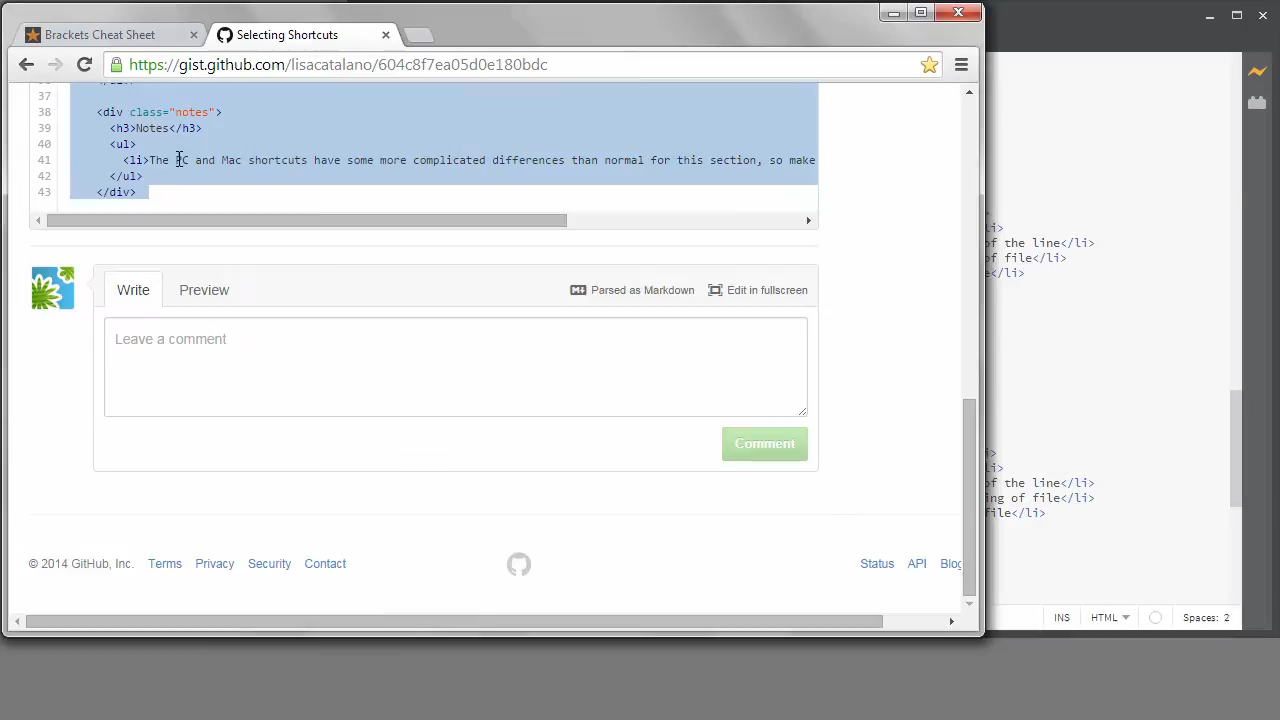 Brackets Cheat Sheet
Selecting Shortcuts
https://gist.github.com/lisacatalano/604c8f7ea05d0e180bdc
37
38 <div class="notes">
39 <h3>Notes</h3>
40 <ul>
41 <li>The PC and Mac shortcuts have some more complicated differences than normal for this section, so make
42 </ul>
43 </div>
Write
Preview
Parsed as Markdown
Edit in fullscreen
Leave a comment
Comment
© 2014 GitHub, Inc. Terms Privacy Security Contact
Status API Blog
li>
of the line</li>
of file</li>
e</li>
i>
li>
of the line</li>
ing of file</li>
file</li>
INS HTML Spaces: 2